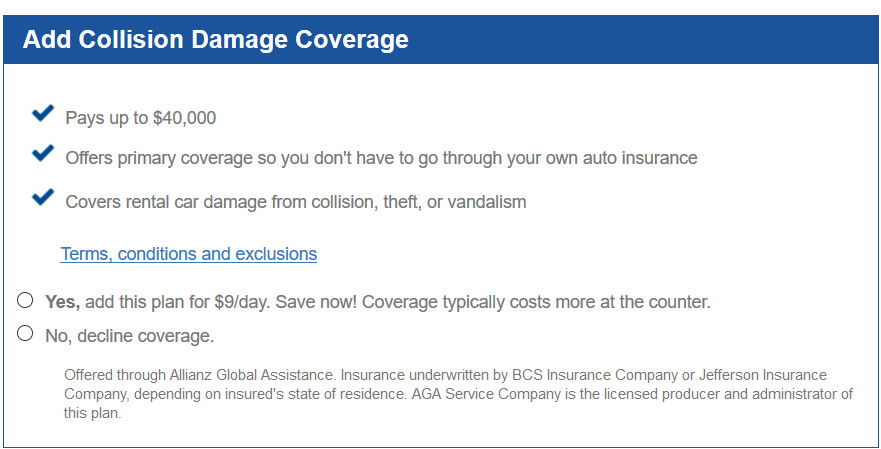 Add Collision Damage Coverage
Pays up to $40,000
Offers primary coverage so you don't have to go through your own auto insurance
Covers rental car damage from collision, theft, or vandalism
Terms, conditions and exclusions
Yes, add this plan for $9/day. Save now! Coverage typically costs more at the counter.
No, decline coverage.
Offered through Allianz Global Assistance. Insurance underwritten by BCS Insurance Company or Jefferson Insurance
Company, depending on insured's state of residence. AGA Service Company is the licensed producer and administrator of
this plan.